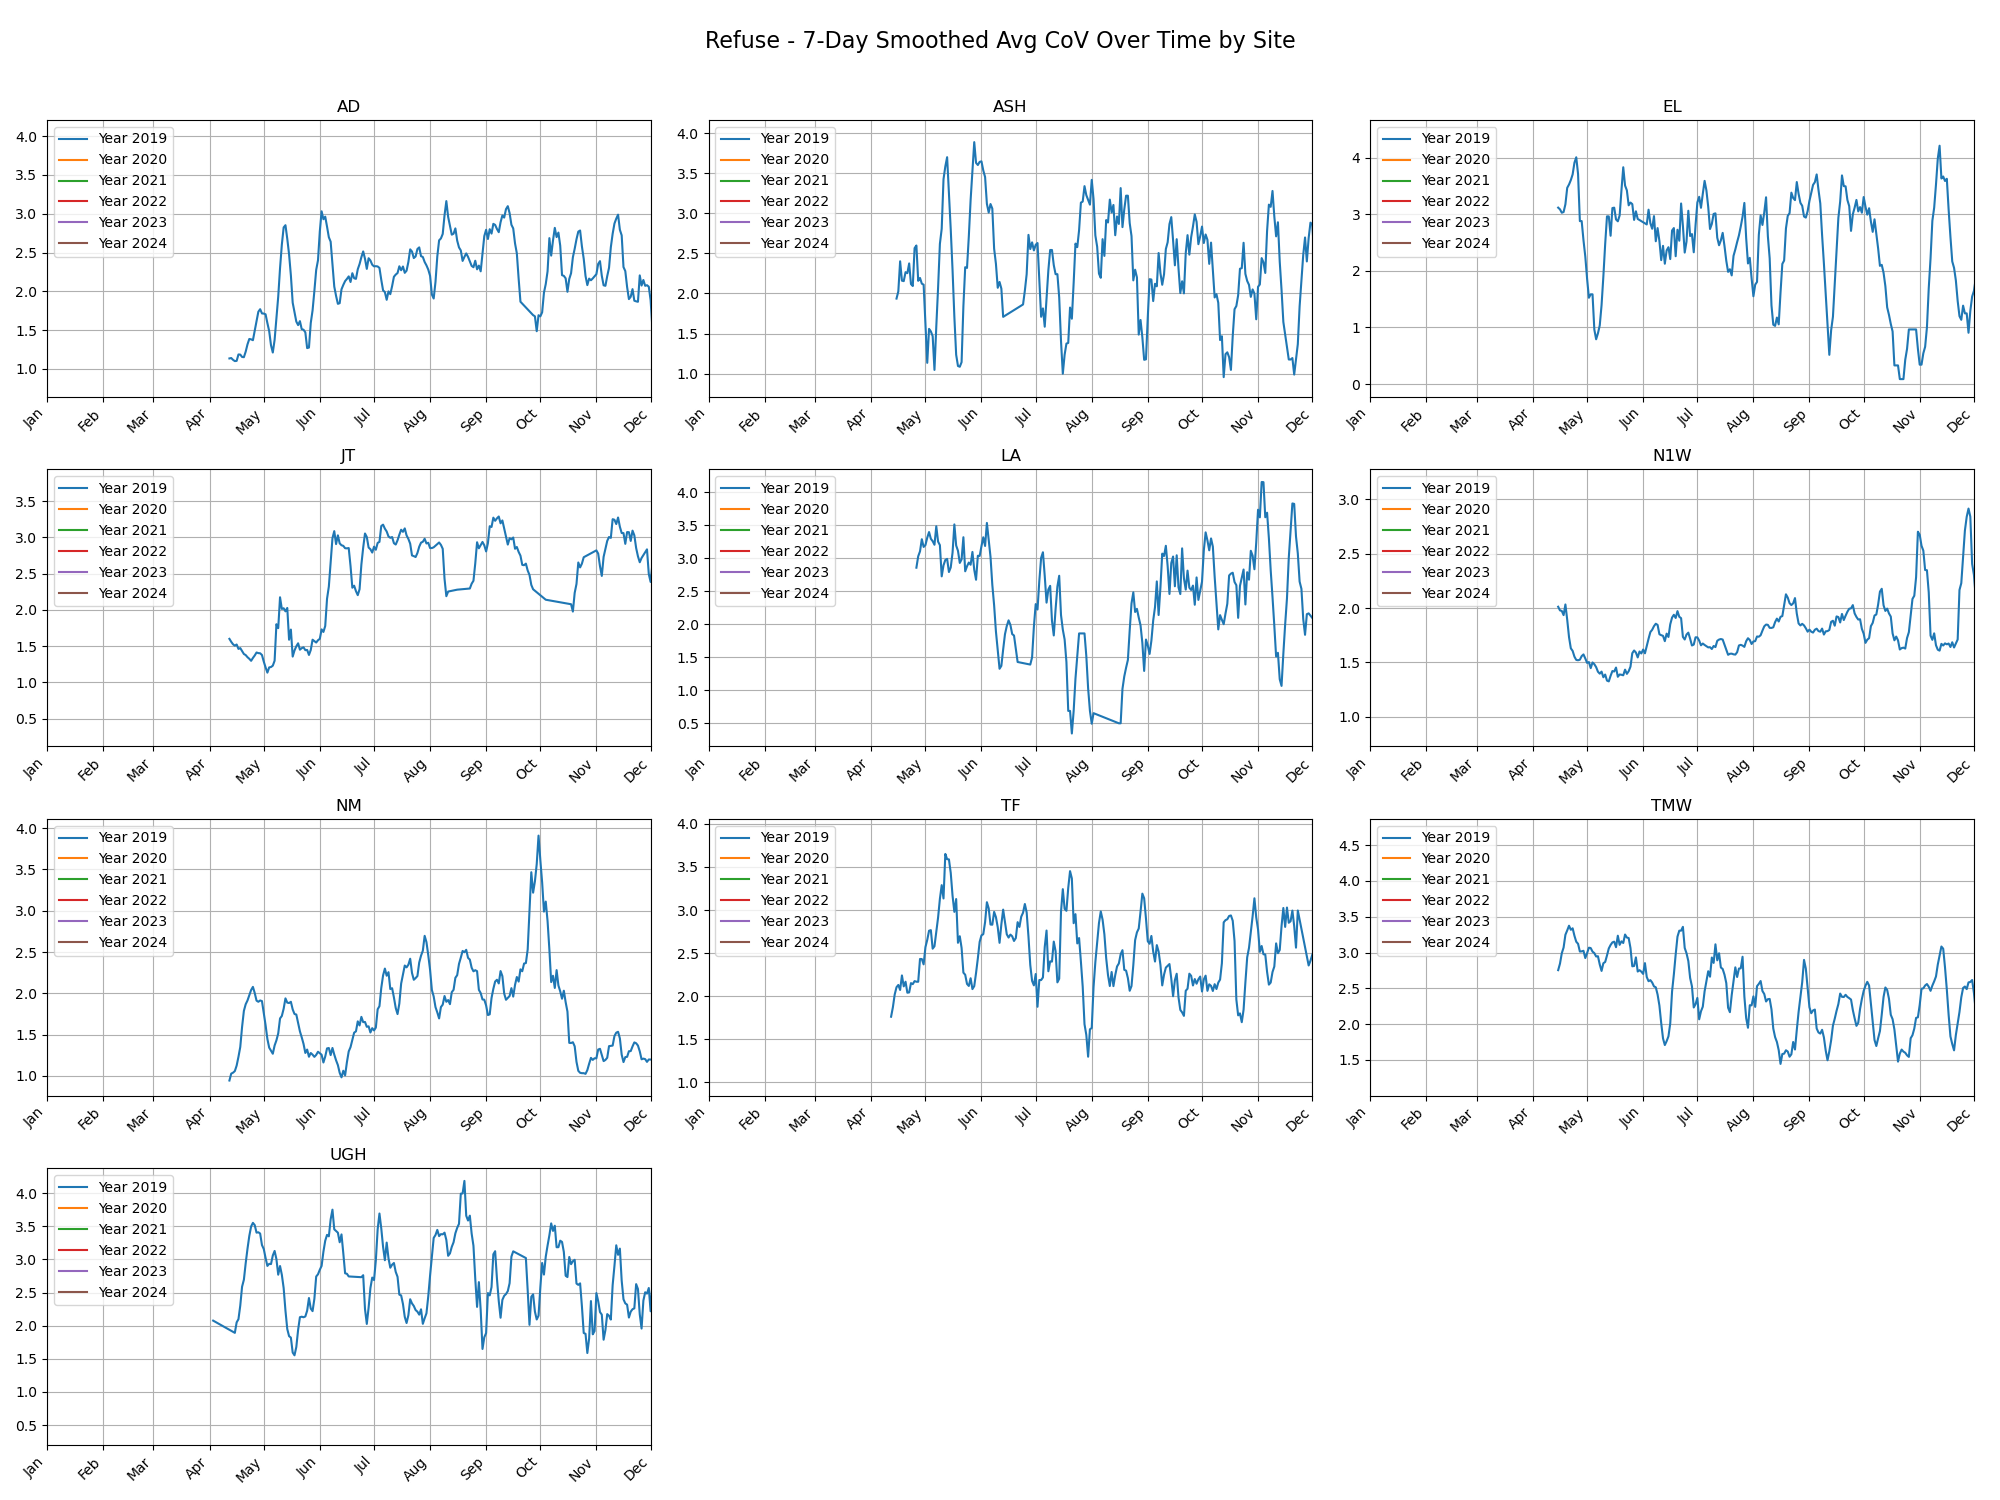 Refuse - 7-Day Smoothed Avg CoV Over Time by Site
AD
Year 2019
Year 2020
Year 2021
Year 2022
Year 2023
Year 2024
4.0
3.5
3.0
2.5
2.0
1.5
1.0
Jan Feb Mar Apr May Jun Jul Aug Sep Oct Nov Dec
ASH
Year 2019
Year 2020
Year 2021
Year 2022
Year 2023
Year 2024
4.0
3.5
3.0
2.5
2.0
1.5
1.0
Jan Feb Mar Apr May Jun Jul Aug Sep Oct Nov Dec
EL
Year 2019
Year 2020
Year 2021
Year 2022
Year 2023
Year 2024
4
3
2
1
0
Jan Feb Mar Apr May Jun Jul Aug Sep Oct Nov Dec
JT
Year 2019
Year 2020
Year 2021
Year 2022
Year 2023
Year 2024
3.5
3.0
2.5
2.0
1.5
1.0
0.5
Jan Feb Mar Apr May Jun Jul Aug Sep Oct Nov Dec
LA
Year 2019
Year 2020
Year 2021
Year 2022
Year 2023
Year 2024
4.0
3.5
3.0
2.5
2.0
1.5
1.0
0.5
Jan Feb Mar Apr May Jun Jul Aug Sep Oct Nov Dec
N1W
Year 2019
Year 2020
Year 2021
Year 2022
Year 2023
Year 2024
3.0
2.5
2.0
1.5
1.0
Jan Feb Mar Apr May Jun Jul Aug Sep Oct Nov Dec
NM
Year 2019
Year 2020
Year 2021
Year 2022
Year 2023
Year 2024
4.0
3.5
3.0
2.5
2.0
1.5
1.0
Jan Feb Mar Apr May Jun Jul Aug Sep Oct Nov Dec
TF
Year 2019
Year 2020
Year 2021
Year 2022
Year 2023
Year 2024
4.0
3.5
3.0
2.5
2.0
1.5
1.0
Jan Feb Mar Apr May Jun Jul Aug Sep Oct Nov Dec
TMW
Year 2019
Year 2020
Year 2021
Year 2022
Year 2023
Year 2024
4.5
4.0
3.5
3.0
2.5
2.0
1.5
Jan Feb Mar Apr May Jun Jul Aug Sep Oct Nov Dec
UGH
Year 2019
Year 2020
Year 2021
Year 2022
Year 2023
Year 2024
4.0
3.5
3.0
2.5
2.0
1.5
1.0
0.5
Jan Feb Mar Apr May Jun Jul Aug Sep Oct Nov Dec